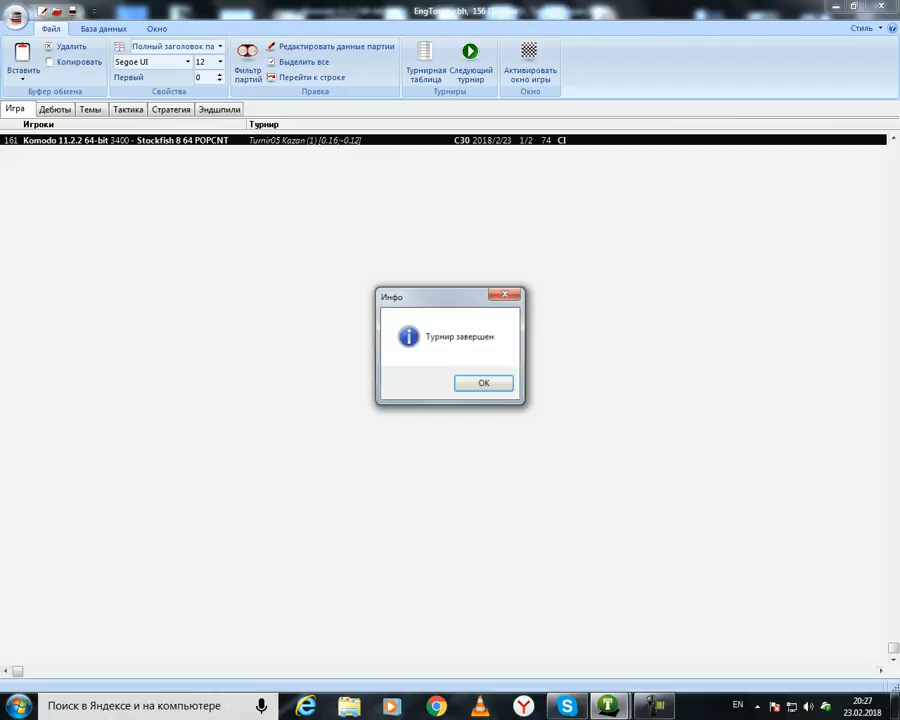 EngTour.cbh, 156
Файл База данных Окно Стиль
Вставить
Удалить
Копировать
Буфер обмена
Полный заголовок па
Segoe UI 12
Первый 0
Свойства
Фильтр партий
Редактировать данные партии
Выделить все
Перейти к строке
Правка
Турнирная таблица
Следующий турнир
Турниры
Активировать окно игры
Окно
Игра Дебюты Темы Тактика Стратегия Эндшпили
Игроки Турнир
161 Komodo 11.2.2 64-bit 3400 - Stockfish 8 64 POPCNT Turnir05 Kazan (1) [0.16;-0.12] C30 2018/2/23 1/2 74 CI
Инфо
Турнир завершен
OK
Поиск в Яндексе и на компьютере
EN
20:27
23.02.2018